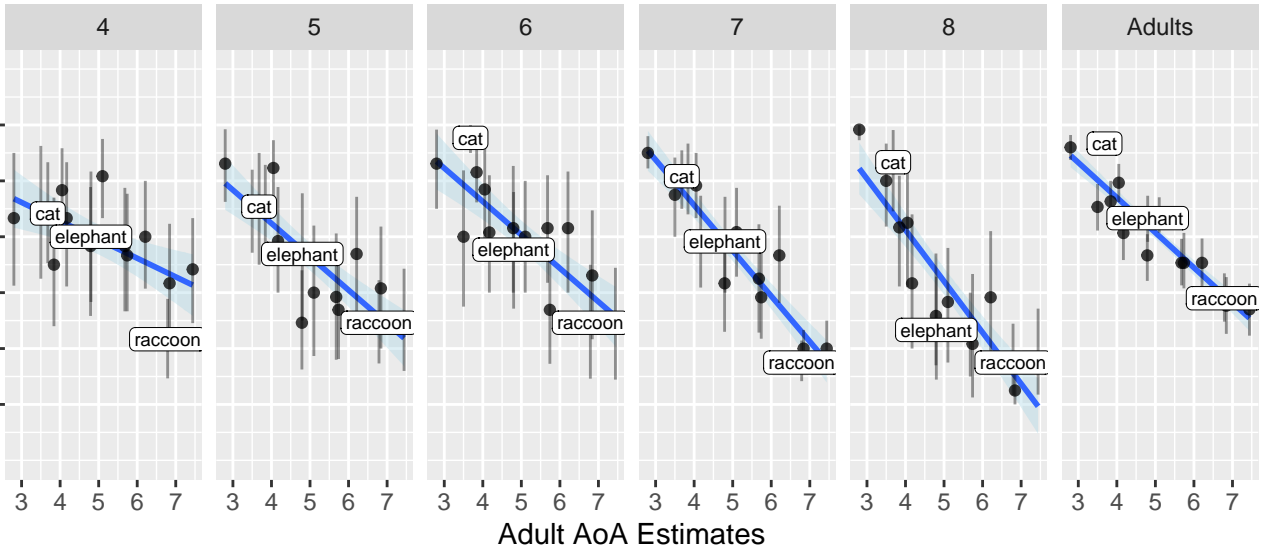 4 5 6 7 8 Adults
cat cat cat cat cat cat
elephant elephant elephant elephant elephant elephant
raccoon raccoon raccoon raccoon raccoon raccoon
3 4 5 6 7 3 4 5 6 7 3 4 5 6 7 3 4 5 6 7 3 4 5 6 7 3 4 5 6 7
Adult AoA Estimates